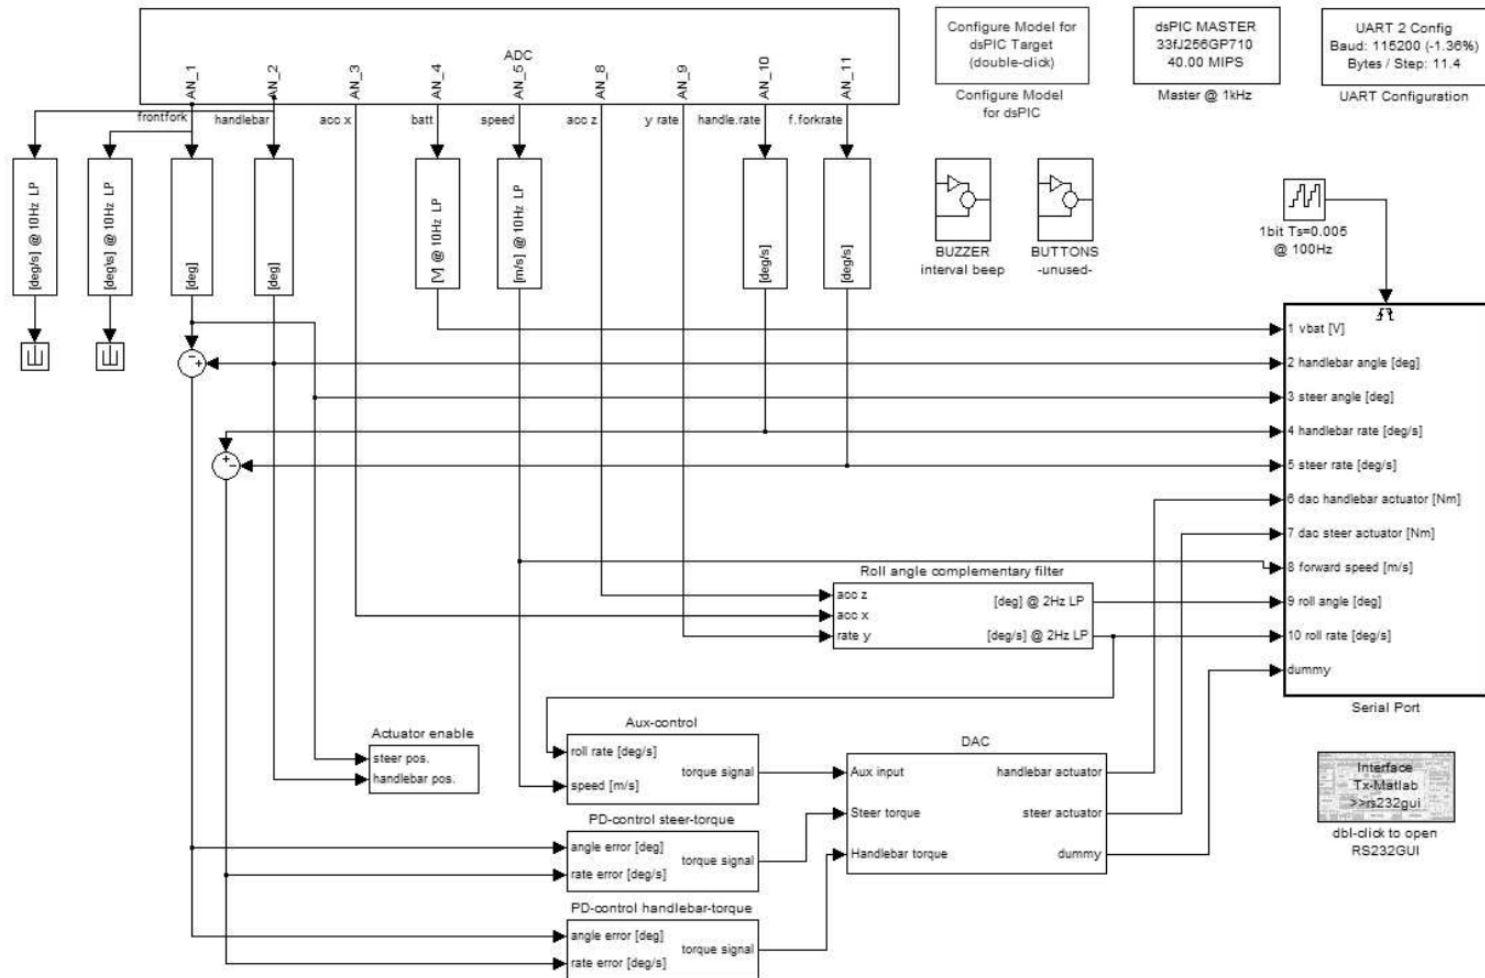 ADC
AN_1
AN_2
AN_3
AN_4
AN_5
AN_8
AN_9
AN_10
AN_11
frontfork
handlebar
acc x
batt
speed
acc z
y rate
handle.rate
f.forkrate
Configure Model for
dsPIC Target
(double-click)
Configure Model
for dsPIC
dsPIC MASTER
33fJ256GP710
40.00 MIPS
Master @ 1kHz
UART 2 Config
Baud: 115200 (-1.36%)
Bytes / Step: 11.4
UART Configuration
[deg/s] @ 10Hz LP
[deg\s] @ 10Hz LP
[deg]
[deg]
[V] @ 10Hz LP
[m/s] @ 10Hz LP
[deg/s]
[deg/s]
BUZZER
interval beep
BUTTONS
-unused-
1bit Ts=0.005
@ 100Hz
1 vbat [V]
2 handlebar angle [deg]
3 steer angle [deg]
4 handlebar rate [deg/s]
5 steer rate [deg/s]
6 dac handlebar actuator [Nm]
7 dac steer actuator [Nm]
8 forward speed [m/s]
9 roll angle [deg]
10 roll rate [deg/s]
dummy
Serial Port
Roll angle complementary filter
acc z
acc x
rate y
[deg] @ 2Hz LP
[deg/s] @ 2Hz LP
Actuator enable
steer pos.
handlebar pos.
Aux-control
roll rate [deg/s]
speed [m/s]
torque signal
PD-control steer-torque
angle error [deg]
rate error [deg/s]
torque signal
PD-control handlebar-torque
angle error [deg]
rate error [deg/s]
torque signal
DAC
Aux input
Steer torque
Handlebar torque
handlebar actuator
steer actuator
dummy
Interface
Tx-Matlab
>>rs232gui
dbl-click to open
RS232GUI